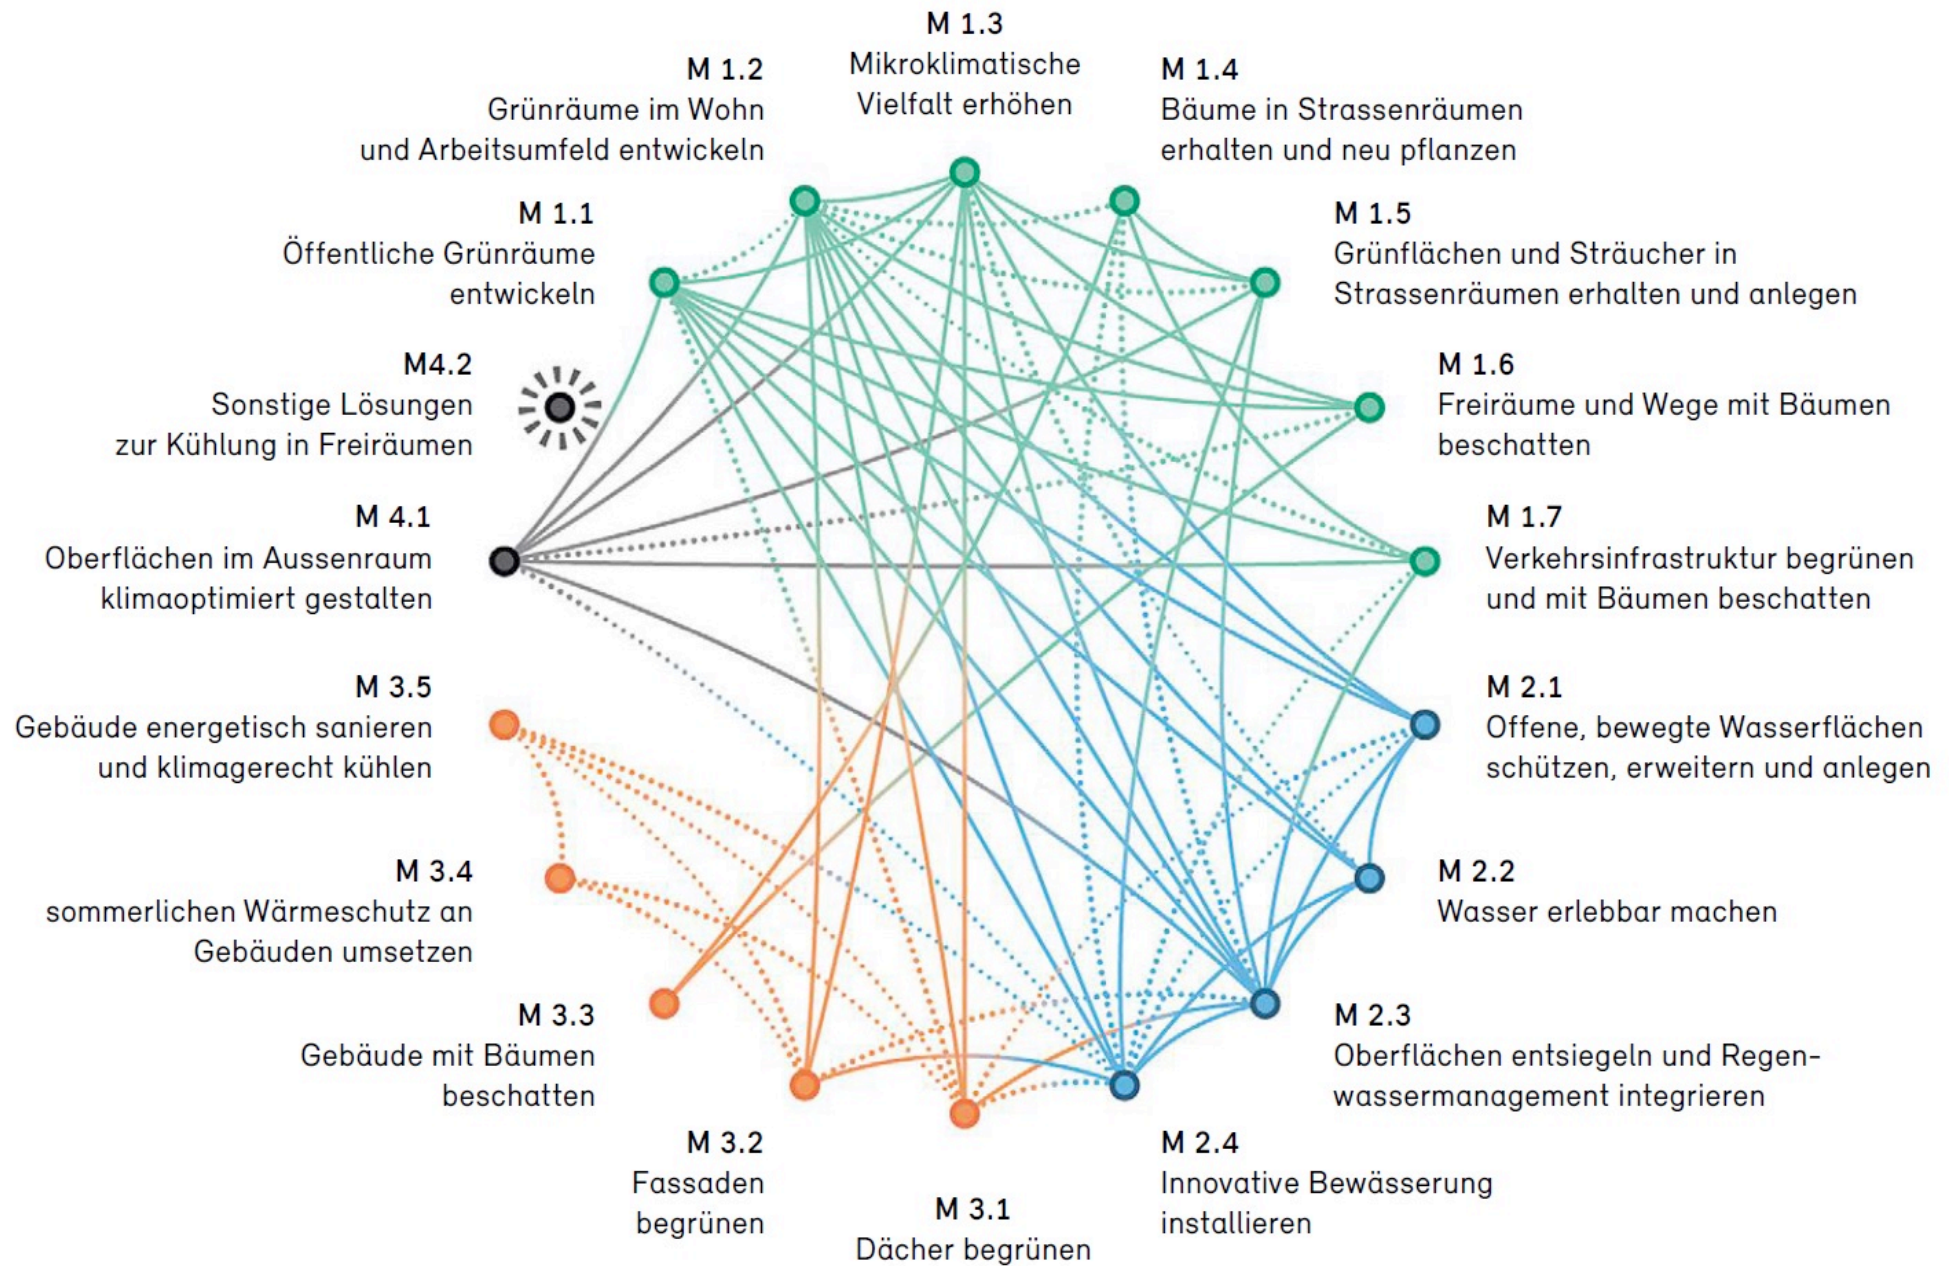 M 1.3
Mikroklimatische
Vielfalt erhöhen
M 1.2
Grünräume im Wohn
und Arbeitsumfeld entwickeln
M 1.4
Bäume in Strassenräumen
erhalten und neu pflanzen
M 1.1
Öffentliche Grünräume
entwickeln
M 1.5
Grünflächen und Sträucher in
Strassenräumen erhalten und anlegen
M4.2
Sonstige Lösungen
zur Kühlung in Freiräumen
M 1.6
Freiräume und Wege mit Bäumen
beschatten
M 4.1
Oberflächen im Aussenraum
klimaoptimiert gestalten
M 1.7
Verkehrsinfrastruktur begrünen
und mit Bäumen beschatten
M 3.5
Gebäude energetisch sanieren
und klimagerecht kühlen
M 2.1
Offene, bewegte Wasserflächen
schützen, erweitern und anlegen
M 3.4
sommerlichen Wärmeschutz an
Gebäuden umsetzen
M 2.2
Wasser erlebbar machen
M 3.3
Gebäude mit Bäumen
beschatten
M 2.3
Oberflächen entsiegeln und Regen-
wassermanagement integrieren
M 3.2
Fassaden
begrünen
M 2.4
Innovative Bewässerung
installieren
M 3.1
Dächer begrünen